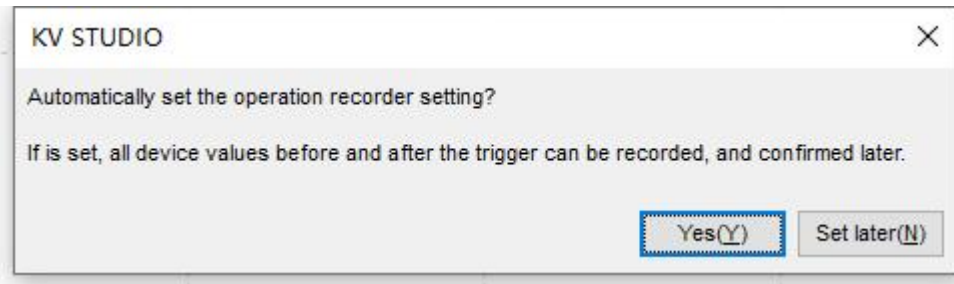 KV STUDIO
Automatically set the operation recorder setting?
If is set, all device values before and after the trigger can be recorded, and confirmed later.
Yes(Y) Set later(N)